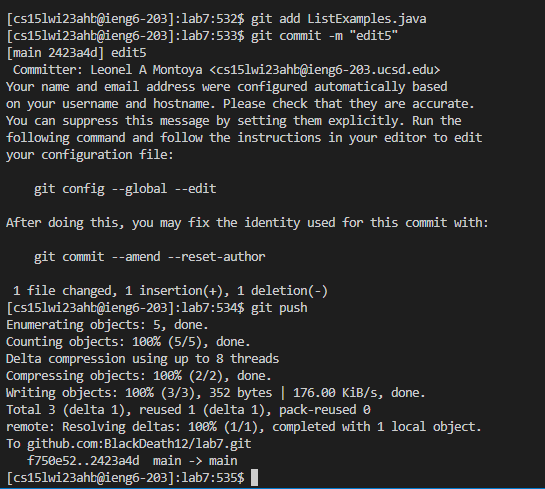 [cs15lwi23ahb@ieng6-203]:lab7:532$ git add ListExamples.java
[cs15lwi23ahb@ieng6-203]:lab7:533$ git commit -m "edit5"
[main 2423a4d] edit5
 Committer: Leonel A Montoya <cs15lwi23ahb@ieng6-203.ucsd.edu>
Your name and email address were configured automatically based
on your username and hostname. Please check that they are accurate.
You can suppress this message by setting them explicitly. Run the
following command and follow the instructions in your editor to edit
your configuration file:

    git config --global --edit

After doing this, you may fix the identity used for this commit with:

    git commit --amend --reset-author

 1 file changed, 1 insertion(+), 1 deletion(-)
[cs15lwi23ahb@ieng6-203]:lab7:534$ git push
Enumerating objects: 5, done.
Counting objects: 100% (5/5), done.
Delta compression using up to 8 threads
Compressing objects: 100% (2/2), done.
Writing objects: 100% (3/3), 352 bytes | 176.00 KiB/s, done.
Total 3 (delta 1), reused 1 (delta 1), pack-reused 0
remote: Resolving deltas: 100% (1/1), completed with 1 local object.
To github.com:BlackDeath12/lab7.git
   f750e52..2423a4d  main -> main
[cs15lwi23ahb@ieng6-203]:lab7:535$